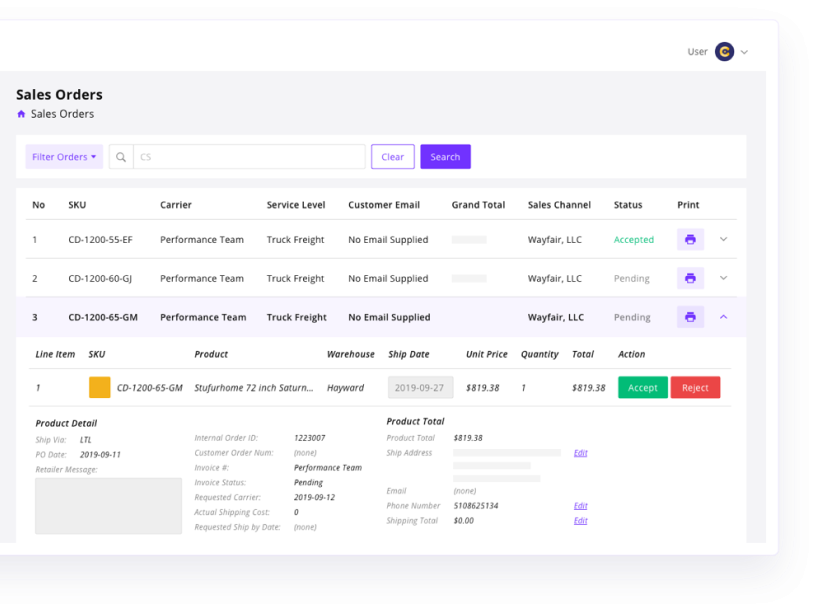 User
Sales Orders
Sales Orders
Filter Orders CS Clear Search
No SKU Carrier Service Level Customer Email Grand Total Sales Channel Status Print
1 CD-1200-55-EF Performance Team Truck Freight No Email Supplied Wayfair, LLC Accepted
2 CD-1200-60-GJ Performance Team Truck Freight No Email Supplied Wayfair, LLC Pending
3 CD-1200-65-GM Performance Team Truck Freight No Email Supplied Wayfair, LLC Pending
Line Item SKU Product Warehouse Ship Date Unit Price Quantity Total Action
1 CD-1200-65-GM Stufurhome 72 inch Saturn... Hayward 2019-09-27 $819.38 1 $819.38 Accept Reject
Product Detail
Ship Via: LTL
PO Date: 2019-09-11
Retailer Message:
Internal Order ID: 1223007
Customer Order Num: (none)
Invoice #: Performance Team
Invoice Status: Pending
Requested Carrier: 2019-09-12
Actual Shipping Cost: 0
Requested Ship by Date: (none)
Product Total
Product Total $819.38
Ship Address Edit
Email (none)
Phone Number 5108625134 Edit
Shipping Total $0.00 Edit